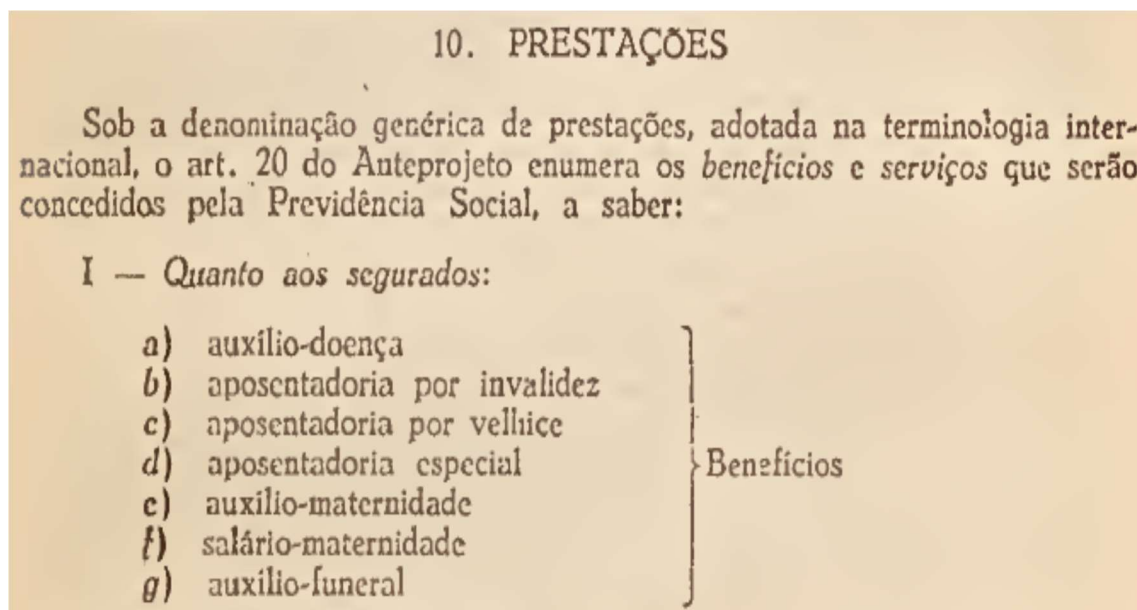 10. PRESTAÇÕES
Sob a denominação genérica de prestações, adotada na terminologia inter-
nacional, o art. 20 do Anteprojeto enumera os benefícios e serviços que serão
concedidos pela Previdência Social, a saber:
I — Quanto aos segurados:
a) auxílio-doença
b) aposentadoria por invalidez
c) aposentadoria por velhice
d) aposentadoria especial
e) auxílio-maternidade
f) salário-maternidade
g) auxílio-funeral
Benefícios